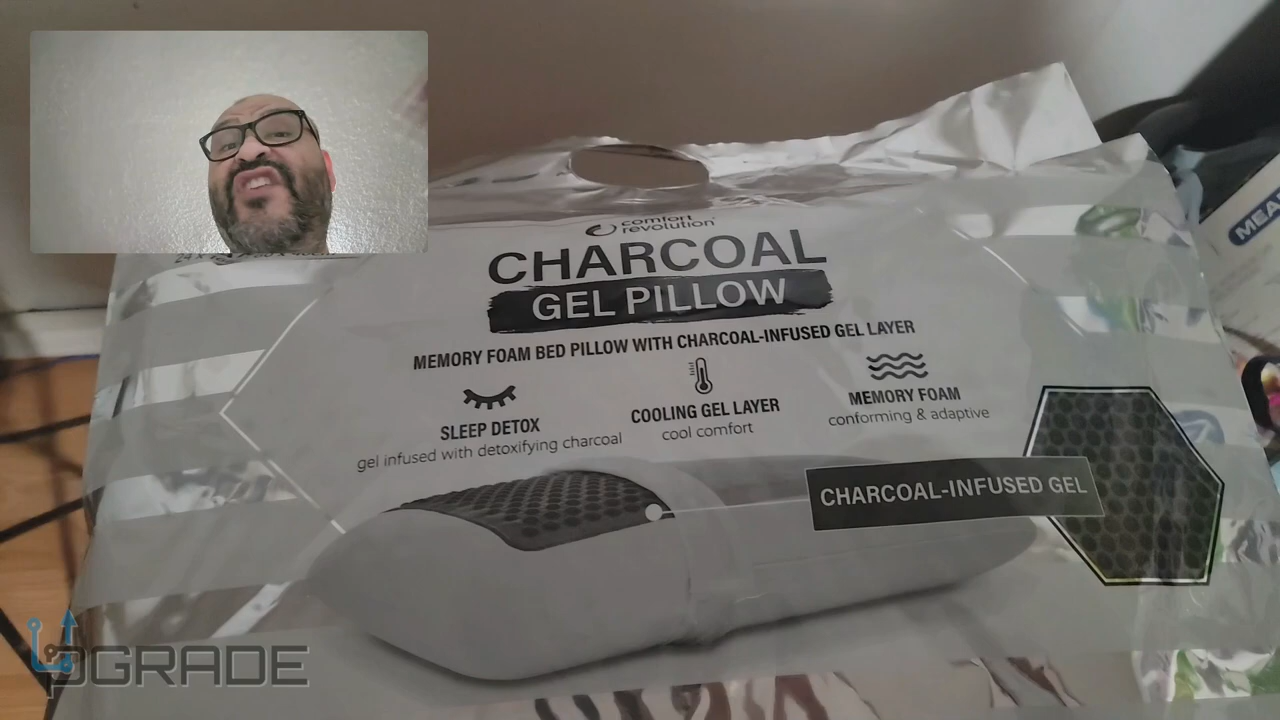 comfort
revolution
CHARCOAL
GEL PILLOW
MEMORY FOAM BED PILLOW WITH CHARCOAL-INFUSED GEL LAYER
SLEEP DETOX
gel infused with detoxifying charcoal
COOLING GEL LAYER
cool comfort
MEMORY FOAM
conforming & adaptive
CHARCOAL-INFUSED GEL
UPGRADE